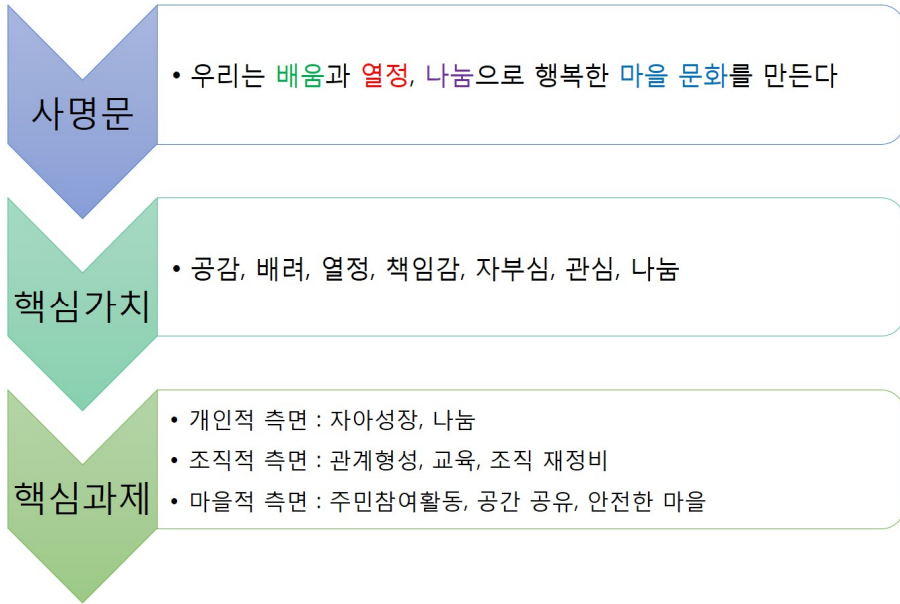 사명문
• 우리는 배움과 열정, 나눔으로 행복한 마을 문화를 만든다
핵심가치
• 공감, 배려, 열정, 책임감, 자부심, 관심, 나눔
핵심과제
• 개인적 측면 : 자아성장, 나눔
• 조직적 측면 : 관계형성, 교육, 조직 재정비
• 마을적 측면 : 주민참여활동, 공간 공유, 안전한 마을